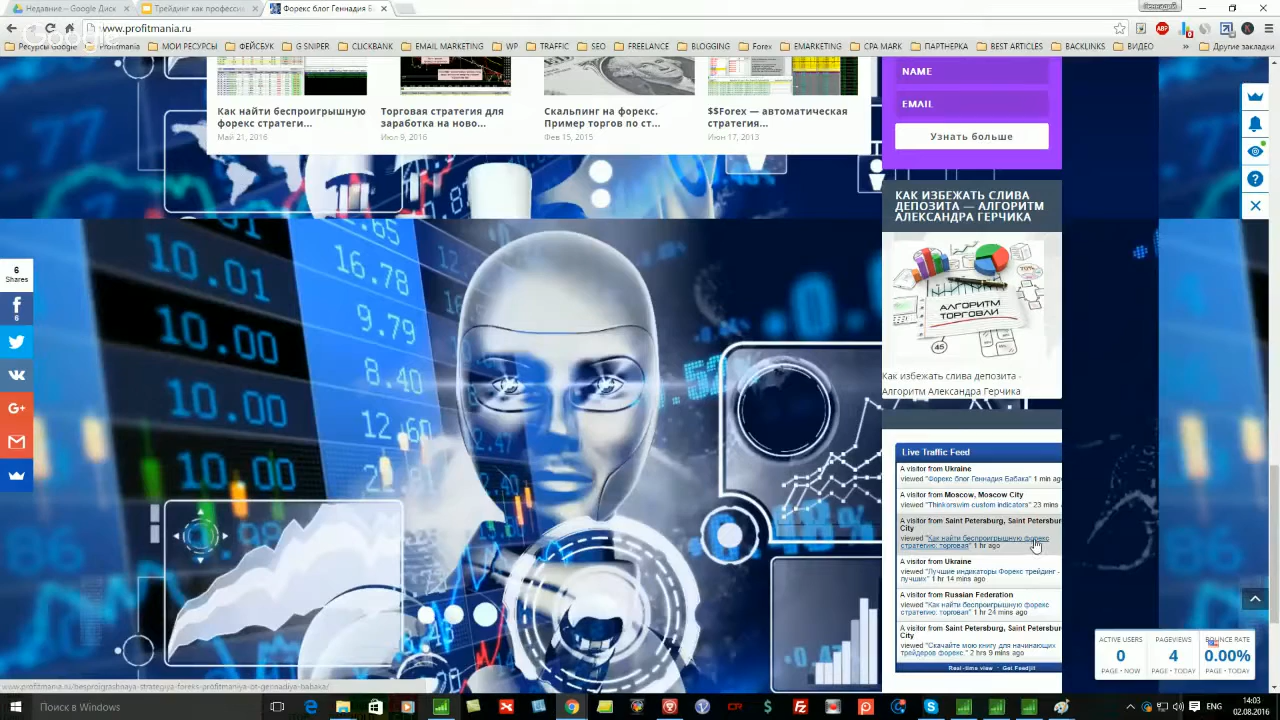 Недавние – Google Диск
Трейдинг как професси
Форекс блог Геннадия Б
Геннадий
www.profitmania.ru
Ресурсы Google
Profitmania
МОИ РЕСУРСЫ
ФЕЙСБУК
G.SNIPER
CLICKBANK
EMAIL MARKETING
WP
TRAFFIC
SEO
FREELANCE
BLOGGING
Forex
EMARKETING
CPA MARK
ПАРТНЕРКА
FREE ARTICLES
BACKLINKS
ВИДЕО
Другие закладки
Как найти беспроигрышную
форекс стратеги...
Май 21, 2016
Торговая стратегия для
заработка на ново...
Июл 9, 2016
Скальпинг на форекс.
Пример торгов по ст...
Фев 15, 2015
$$Forex — автоматическая
стратегия...
Июн 17, 2013
NAME
EMAIL
Узнать больше
КАК ИЗБЕЖАТЬ СЛИВА
ДЕПОЗИТА — АЛГОРИТМ
АЛЕКСАНДРА ГЕРЧИКА
АЛГОРИТМ
ТОРГОВЛИ
Как избежать слива депозита -
Алгоритм Александра Герчика
6
Shares
6
10.01
10.00
10.00
16.78
9.79
8.40
12.60
Live Traffic Feed
A visitor from Ukraine
viewed "Форекс блог Геннадия Бабака" 1 min ag
A visitor from Moscow, Moscow City
viewed "Thinkorswim custom indicators" 23 mins
A visitor from Saint Petersburg, Saint Petersbur
City
viewed "Как найти беспроигрышную форекс
стратегию: торговая" 1 hr ago
A visitor from Ukraine
viewed "Лучшие индикаторы Форекс трейдинг -
лучших" 1 hr 14 mins ago
A visitor from Russian Federation
viewed "Как найти беспроигрышную форекс
стратегию: торговая" 1 hr 24 mins ago
A visitor from Saint Petersburg, Saint Petersbur
City
viewed "Скачайте мою книгу для начинающих
трейдеров форекс." 2 hrs 9 mins ago
Real-time view · Get Feedjit
ACTIVE USERS
0
PAGE • NOW
PAGEVIEWS
4
PAGE • TODAY
BOUNCE RATE
0.00%
PAGE • TODAY
www.profitmania.ru/besproigrashnaya-strategija-foreks-profitmaniya-ot-gennadiya-babaka/
Поиск в Windows
14:03
02.08.2016